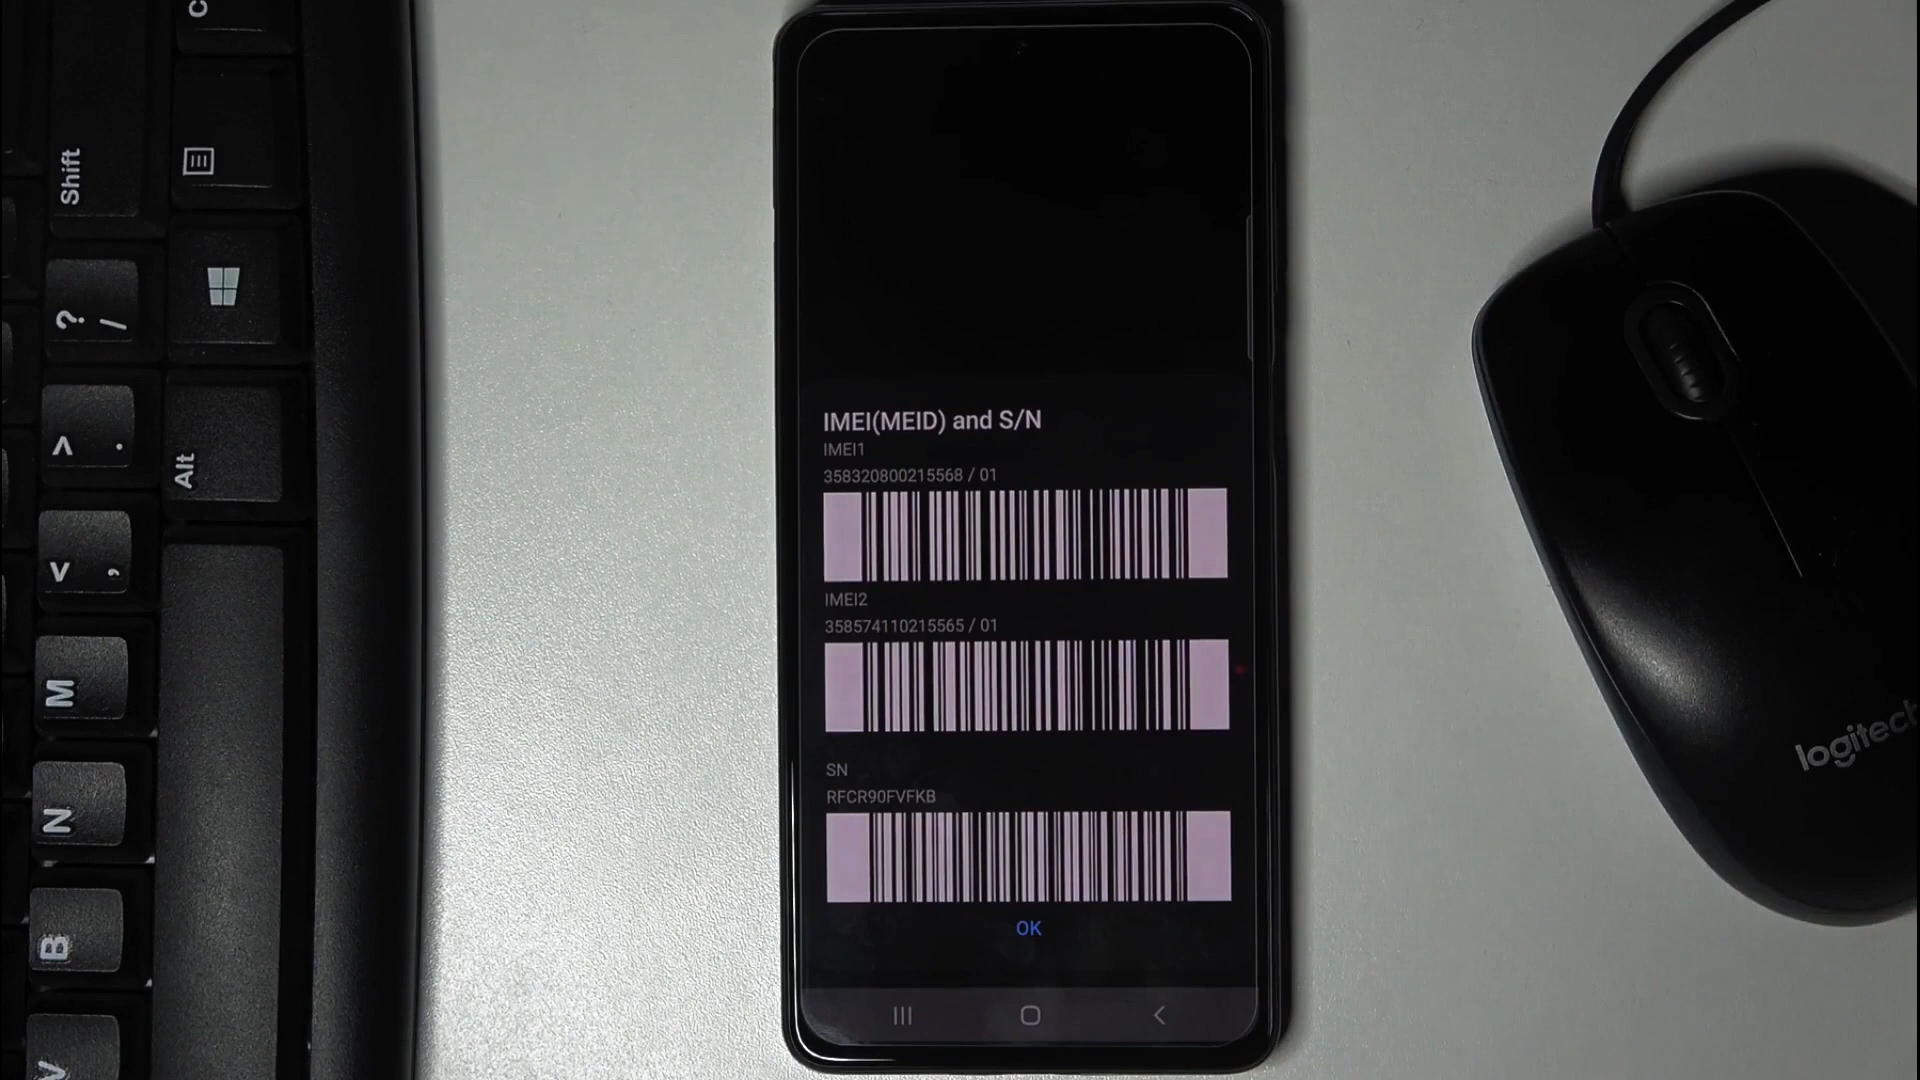 IMEI(MEID) and S/N
IMEI1
358320800215568 / 01
IMEI2
358574110215565 / 01
SN
RFCR90FVFKB
OK
Shift
? /
> .
Alt
< ,
M
N
B
V
C
logitech